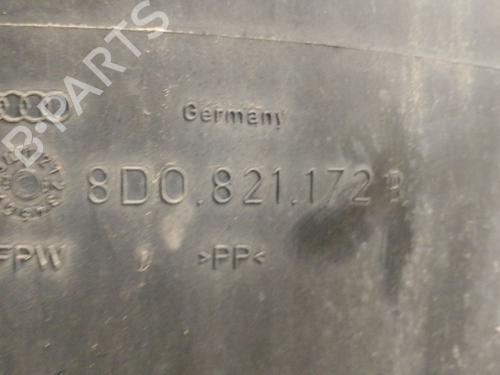 B-PARTS
Germany
8D0.821.172 B
FPW
>PP<